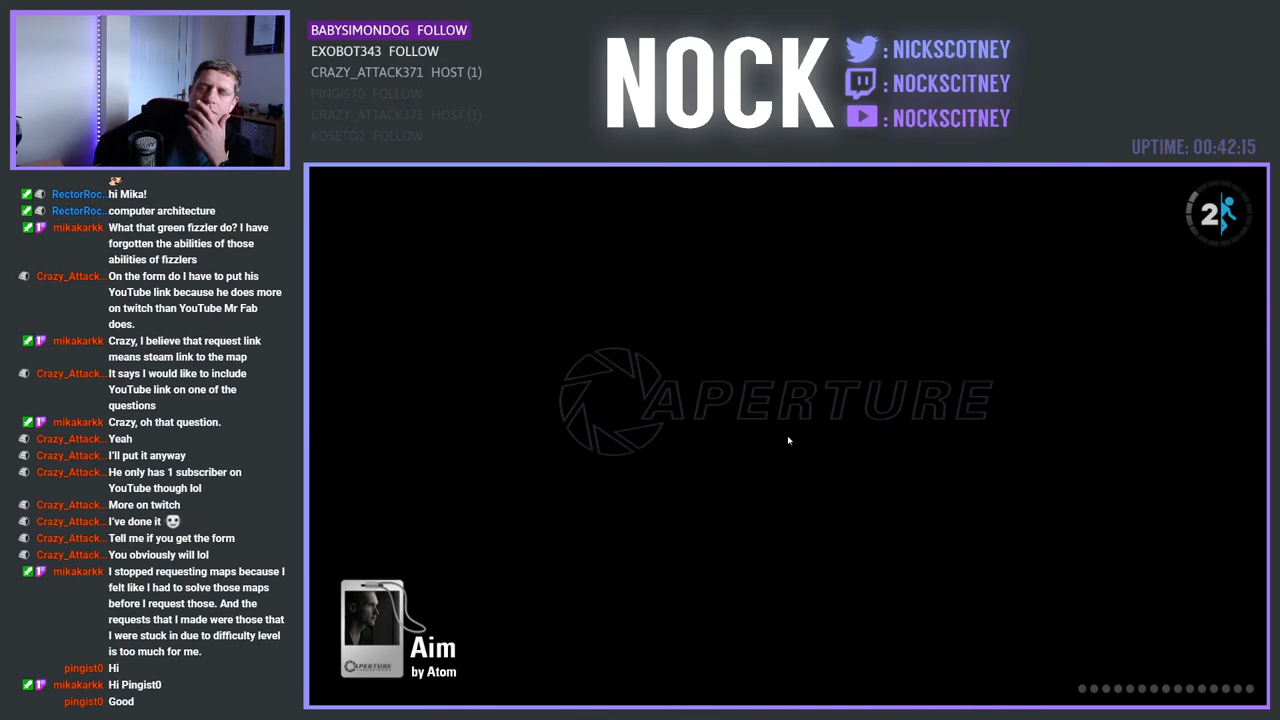 BABYSIMONDOG FOLLOW
EXOBOT343 FOLLOW
CRAZY_ATTACK371 HOST (1)
PINGIST0 FOLLOW
CRAZY_ATTACK371 HOST (1)
KOSETO2 FOLLOW
NOCK
: NICKSCOTNEY
: NOCKSCITNEY
: NOCKSCITNEY
UPTIME: 00:42:15
RectorRoc.. hi Mika!
RectorRoc.. computer architecture
mikakarkk What that green fizzler do? I have
forgotten the abilities of those
abilities of fizzlers
Crazy_Attack... On the form do I have to put his
YouTube link because he does more
on twitch than YouTube Mr Fab
does.
mikakarkk Crazy, I believe that request link
means steam link to the map
Crazy_Attack... It says I would like to include
YouTube link on one of the
questions
mikakarkk Crazy, oh that question.
Crazy_Attack... Yeah
Crazy_Attack... I'll put it anyway
Crazy_Attack... He only has 1 subscriber on
YouTube though lol
Crazy_Attack... More on twitch
Crazy_Attack... I've done it
Crazy_Attack... Tell me if you get the form
Crazy_Attack... You obviously will lol
mikakarkk I stopped requesting maps because I
felt like I had to solve those maps
before I request those. And the
requests that I made were those that
I were stuck in due to difficulty level
is too much for me.
pingist0 Hi
mikakarkk Hi Pingist0
pingist0 Good
2
APERTURE
APERTURE
Aim
by Atom